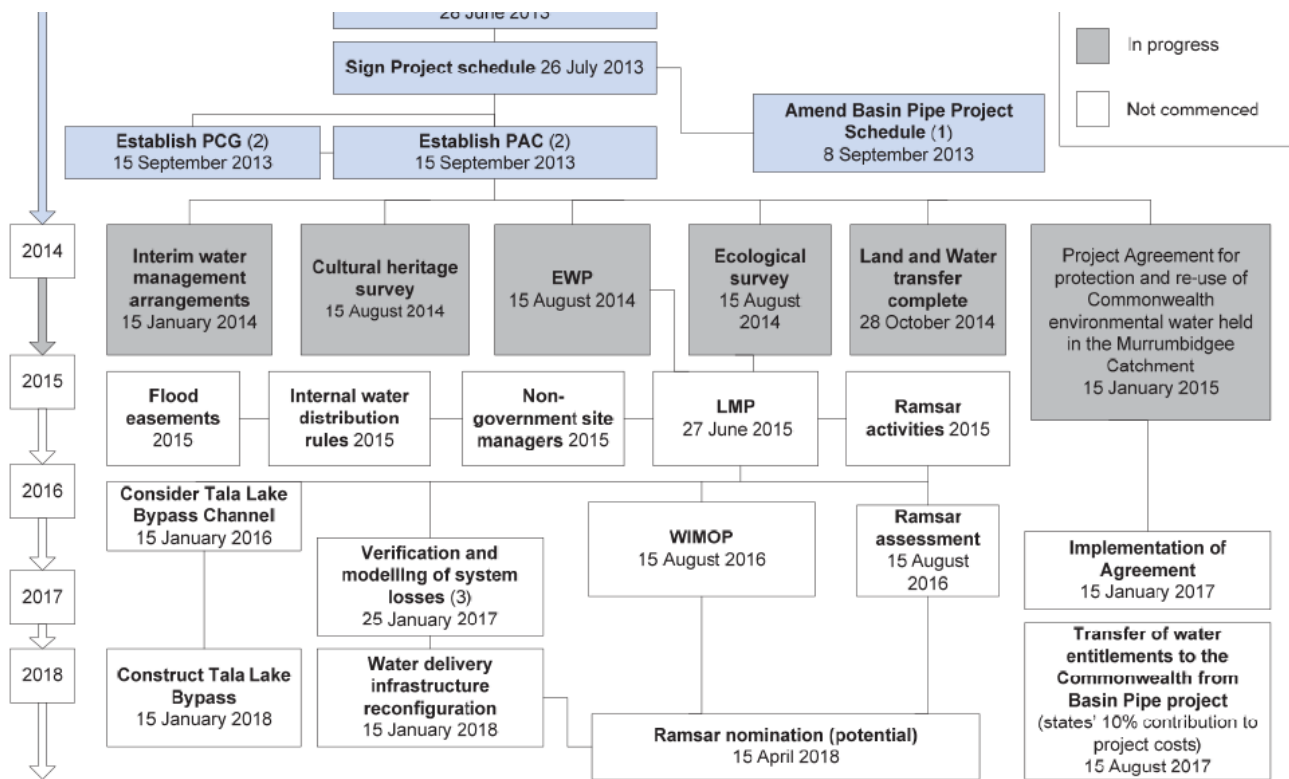 28 June 2013
Sign Project schedule 26 July 2013
In progress
Not commenced
Establish PCG (2)
15 September 2013
Establish PAC (2)
15 September 2013
Amend Basin Pipe Project
Schedule (1)
8 September 2013
2014
Interim water
management
arrangements
15 January 2014
Cultural heritage
survey
15 August 2014
EWP
15 August 2014
Ecological
survey
15 August
2014
Land and Water
transfer
complete
28 October 2014
Project Agreement for
protection and re-use of
Commonwealth
environmental water held
in the Murrumbidgee
Catchment
15 January 2015
2015
Flood
easements
2015
Internal water
distribution
rules 2015
Non-
government site
managers 2015
LMP
27 June 2015
Ramsar
activities 2015
2016
Consider Tala Lake
Bypass Channel
15 January 2016
Verification and
modelling of system
losses (3)
25 January 2017
WIMOP
15 August 2016
Ramsar
assessment
15 August
2016
Implementation of
Agreement
15 January 2017
2017
2018
Construct Tala Lake
Bypass
15 January 2018
Water delivery
infrastructure
reconfiguration
15 January 2018
Ramsar nomination (potential)
15 April 2018
Transfer of water
entitlements to the
Commonwealth from
Basin Pipe project
(states' 10% contribution to
project costs)
15 August 2017